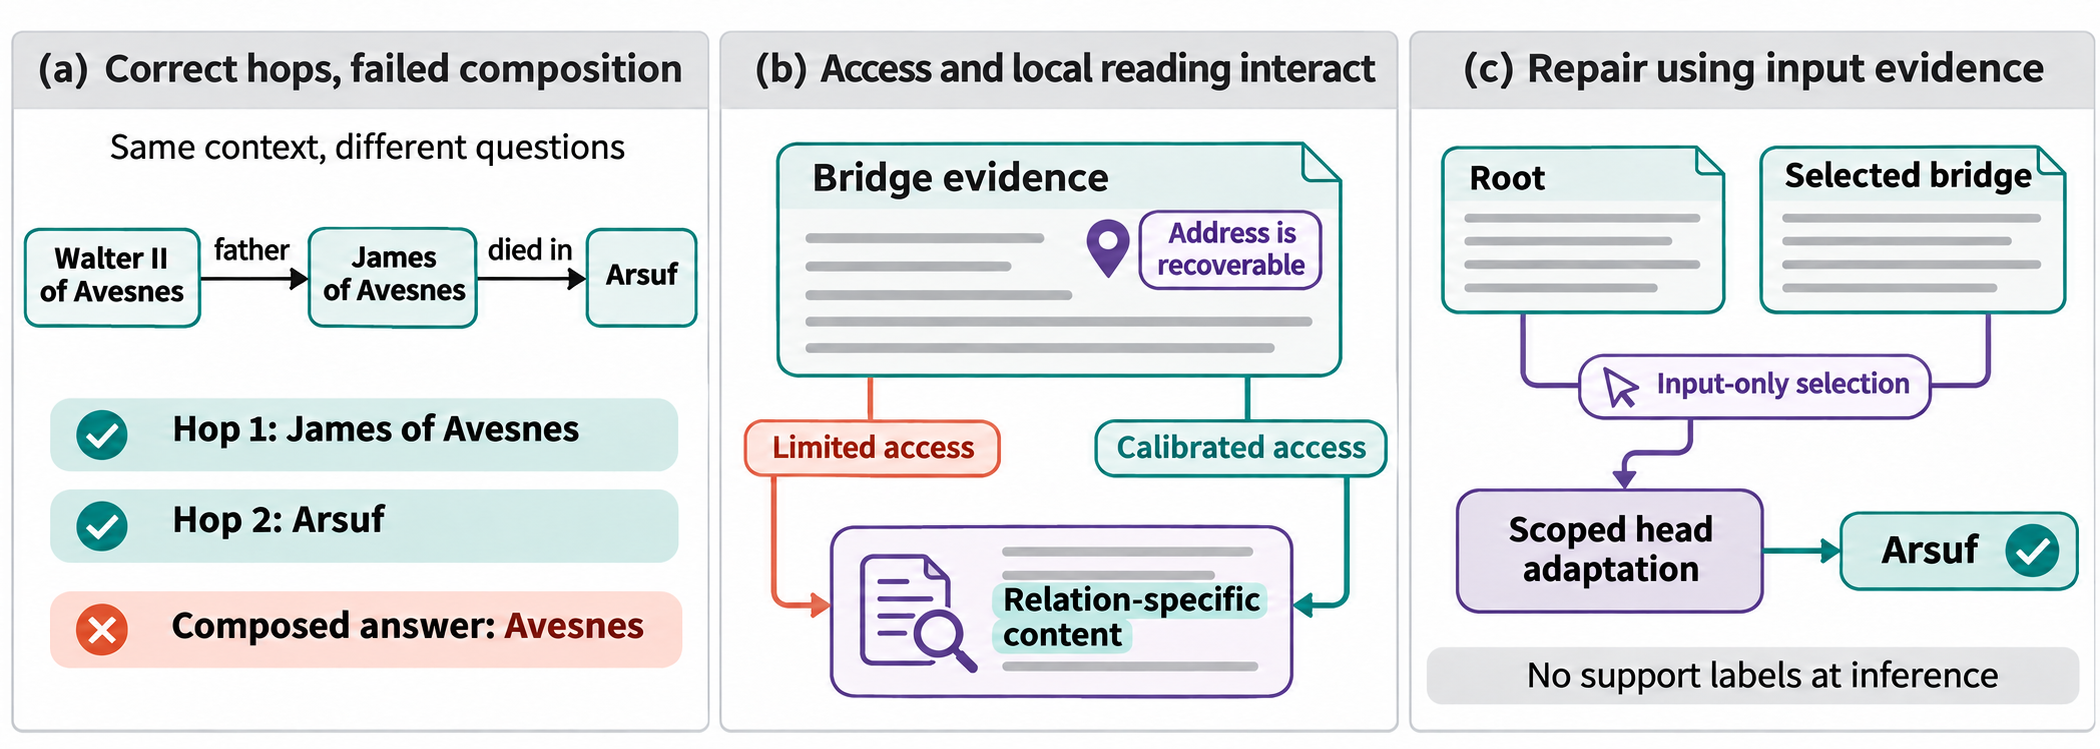 (a) Correct hops, failed composition
Same context, different questions
Walter II
of Avesnes
father
James
of Avesnes
died in
Arsuf
Hop 1: James of Avesnes
Hop 2: Arsuf
Composed answer: Avesnes
(b) Access and local reading interact
Bridge evidence
Address is
recoverable
Limited access
Calibrated access
Relation-specific
content
(c) Repair using input evidence
Root
Selected bridge
Input-only selection
Scoped head
adaptation
Arsuf
No support labels at inference